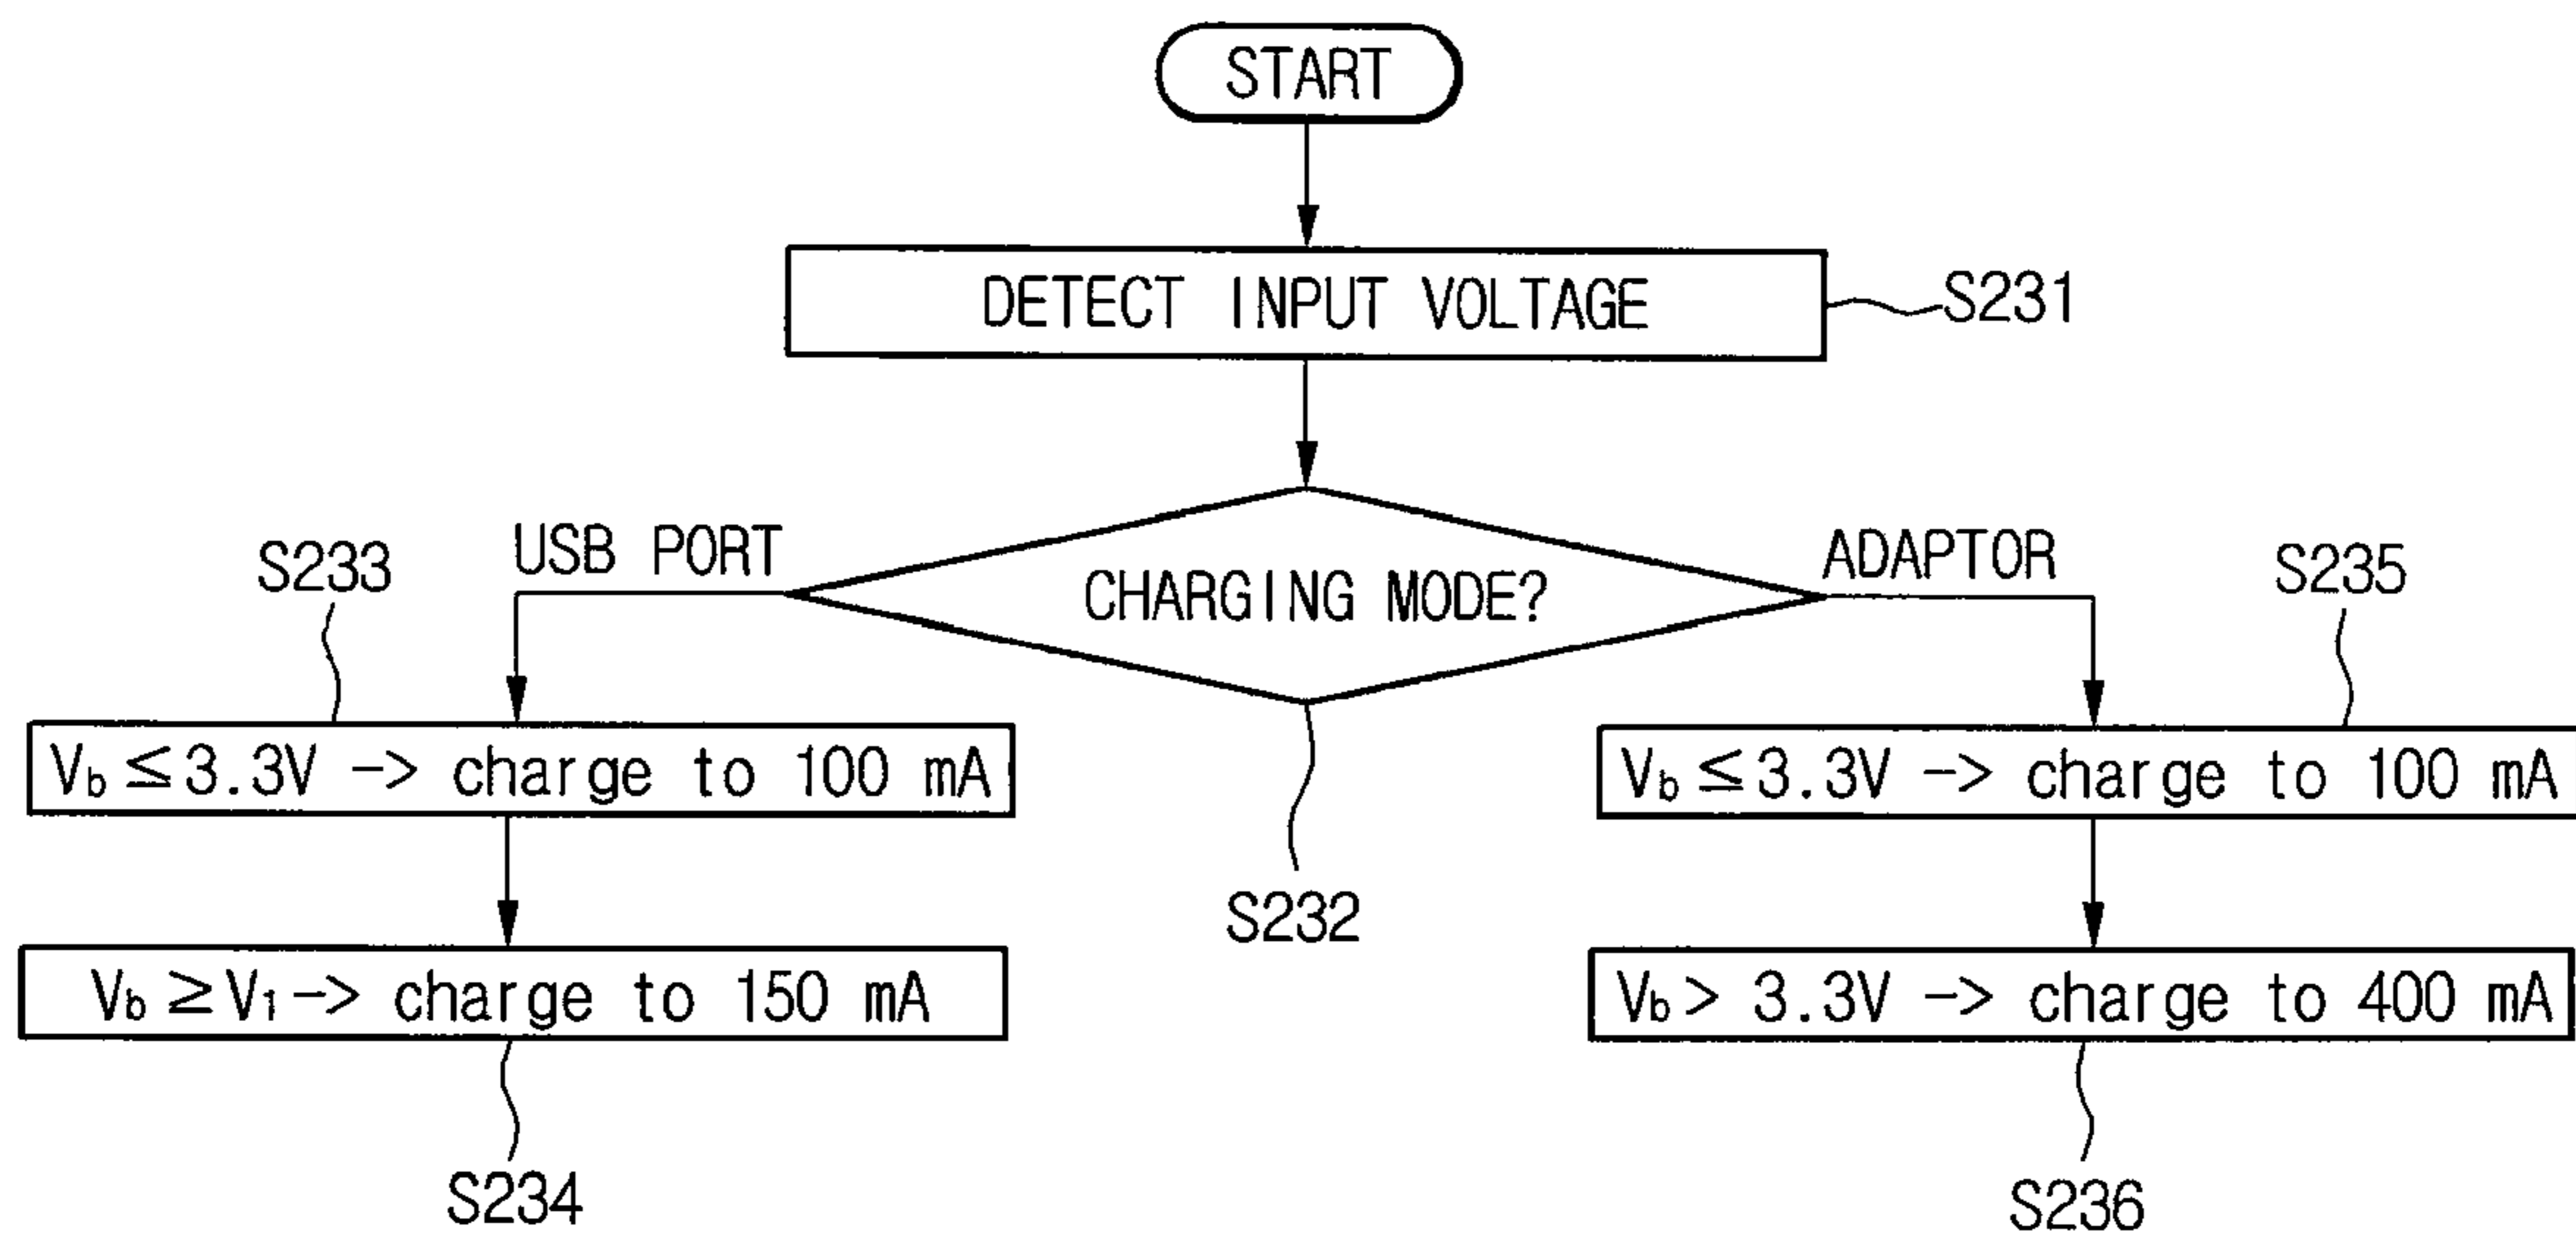 START
DETECT INPUT VOLTAGE
S231
USB PORT
ADAPTOR
S233
CHARGING MODE?
S235
Vb ≤ 3.3V -> charge to 100 mA
Vb ≤ 3.3V -> charge to 100 mA
S232
Vb ≥ V1 -> charge to 150 mA
Vb > 3.3V -> charge to 400 mA
S234
S236